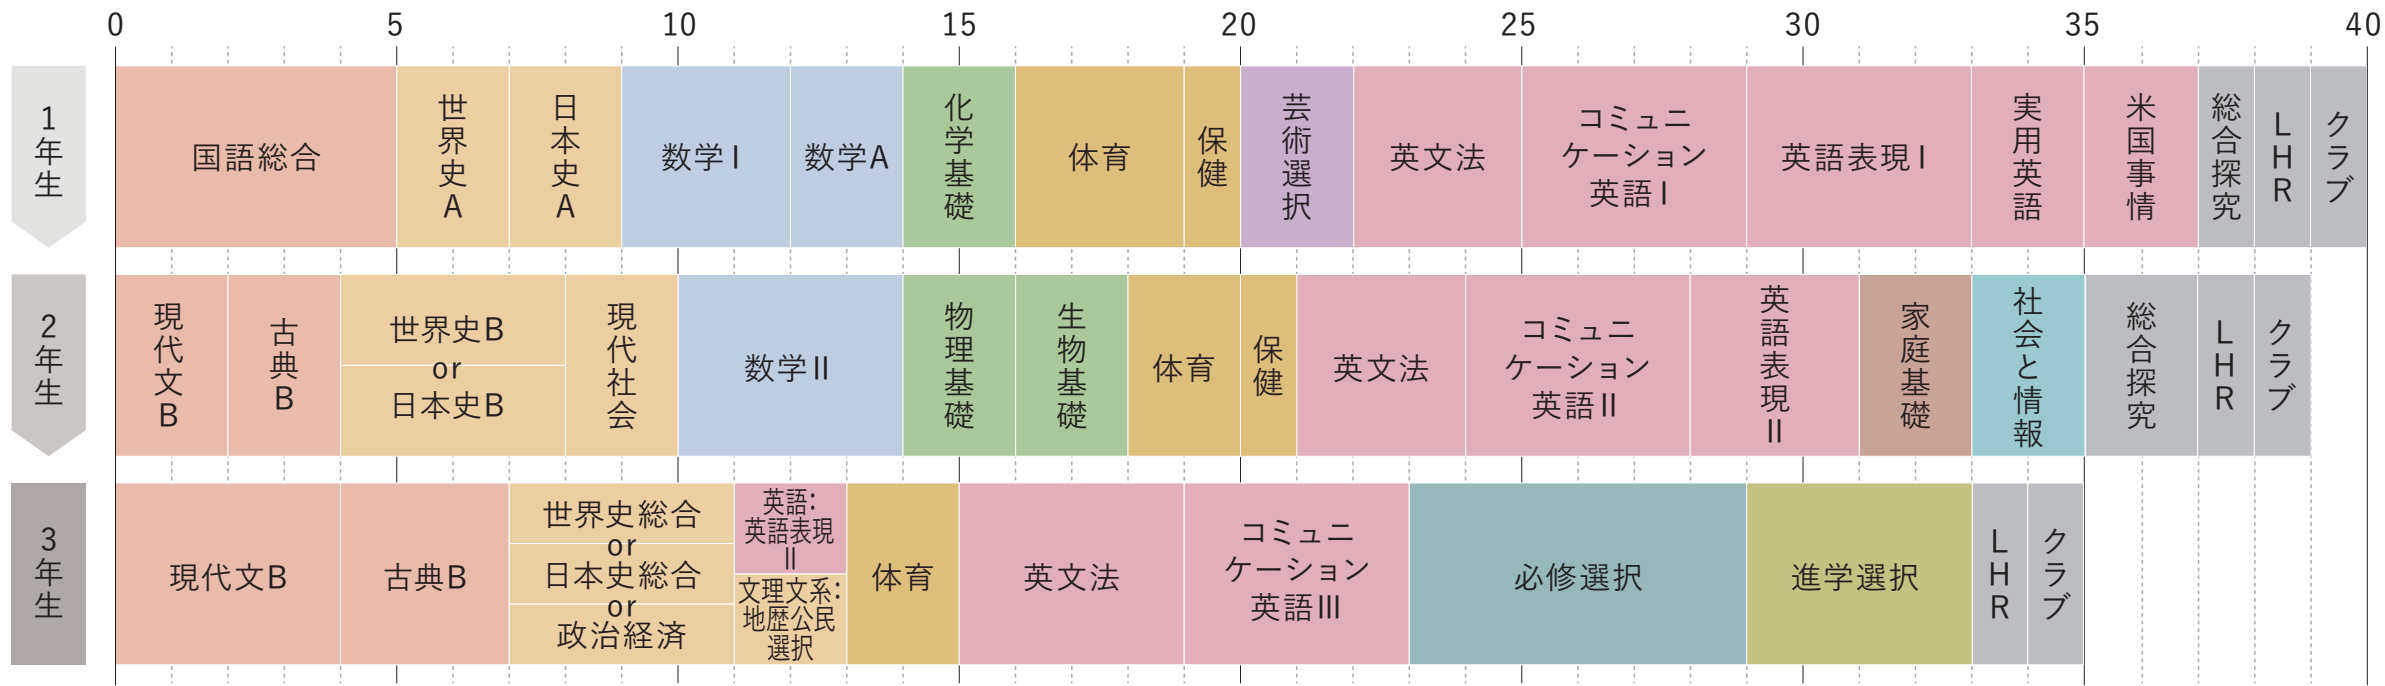 0 5 10 15 20 25 30 35 40
1年生
国語総合
世界史A
日本史A
数学I
数学A
化学基礎
体育
保健
芸術選択
英文法
コミュニ
ケーション
英語I
英語表現I
実用英語
米国事情
総合探究
LHR
クラブ
2年生
現代文B
古典B
世界史B
or
日本史B
現代社会
数学II
物理基礎
生物基礎
体育
保健
英文法
コミュニ
ケーション
英語II
英語表現II
家庭基礎
社会と情報
総合探究
LHR
クラブ
3年生
現代文B
古典B
世界史総合
or
日本史総合
or
政治経済
英語:
英語表現
II
文理文系:
地歴公民
選択
体育
英文法
コミュニ
ケーション
英語III
必修選択
進学選択
LHR
クラブ